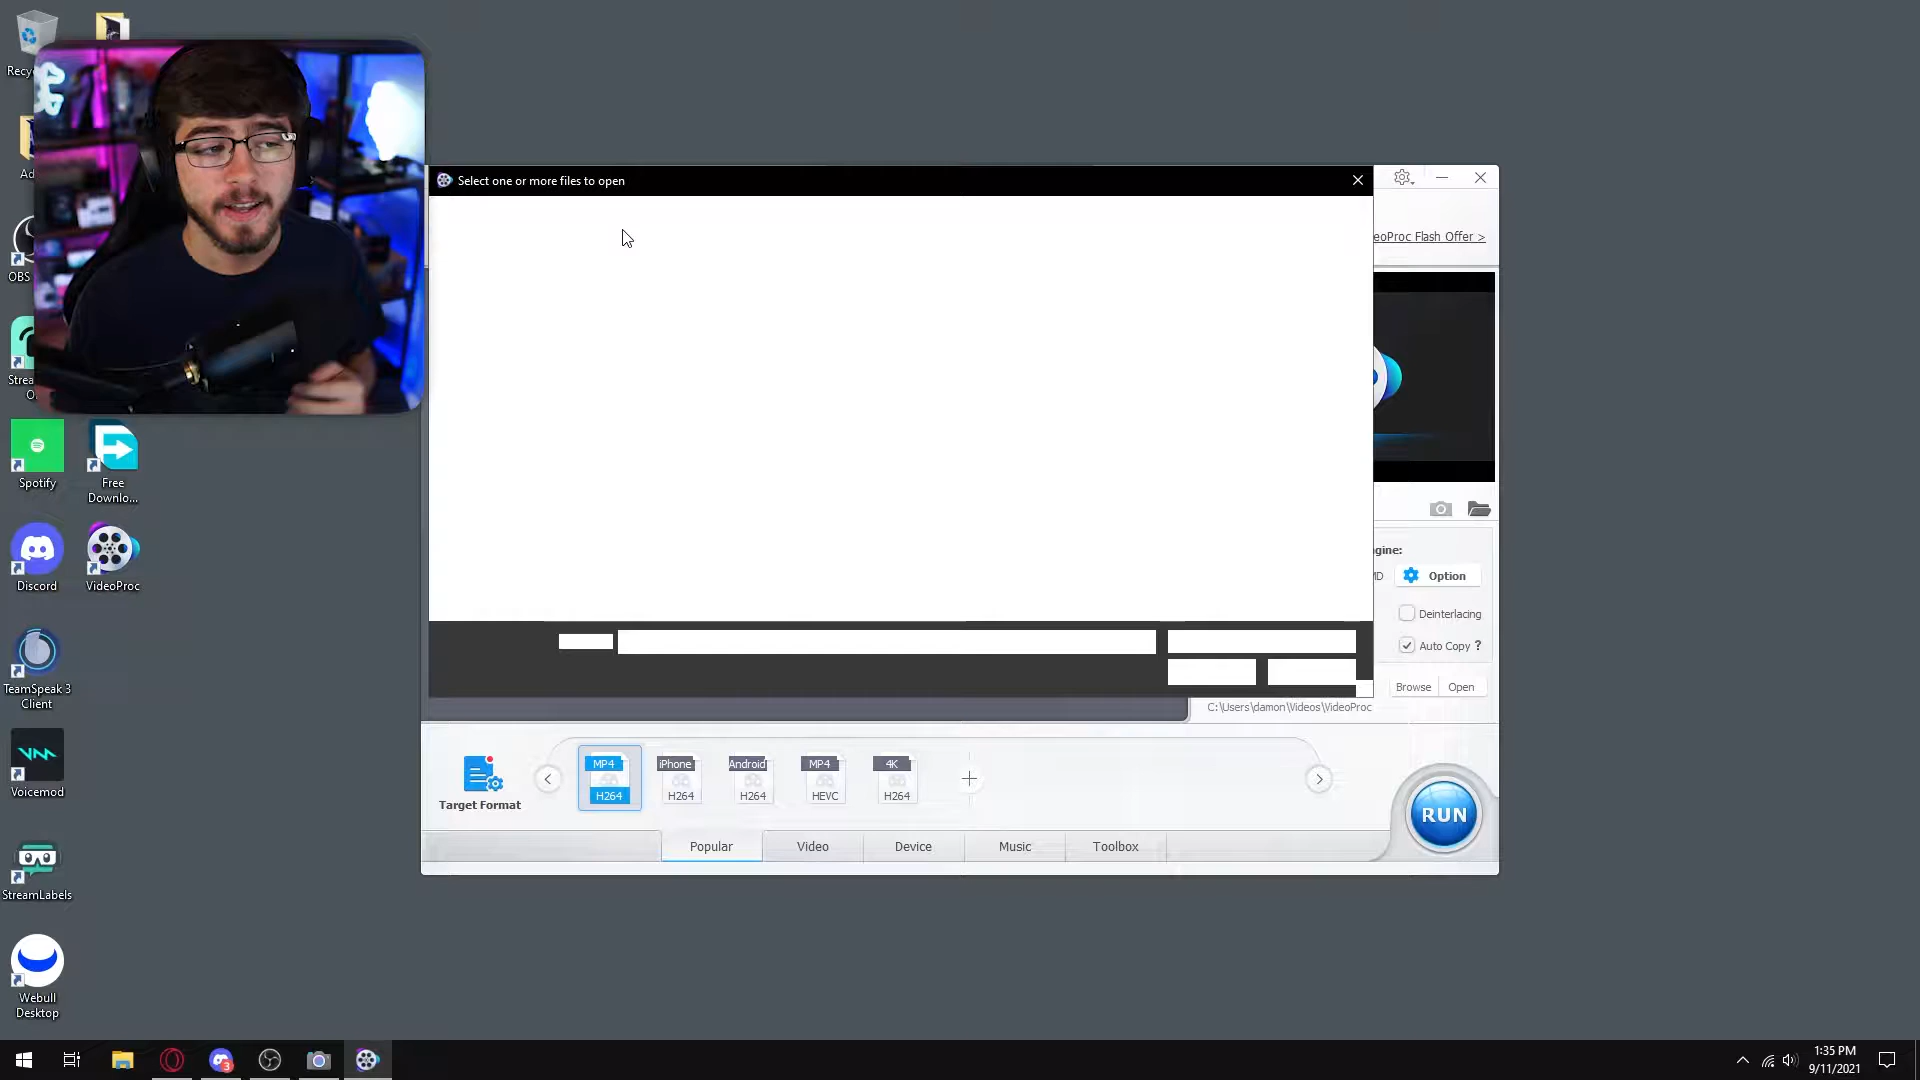 Recy
Ad
OBS
Strea
O
Spotify
Free
Downlo...
Discord
VideoProc
TeamSpeak 3
Client
Voicemod
StreamLabels
Webull
Desktop
Select one or more files to open
eoProc Flash Offer >
gine:
MD
Option
Deinterlacing
Auto Copy ?
Browse
Open
C:\Users\damon\Videos\VideoProc
Target Format
MP4
H264
iPhone
H264
Android
H264
MP4
HEVC
4K
H264
RUN
Popular
Video
Device
Music
Toolbox
3
1:35 PM
9/11/2021